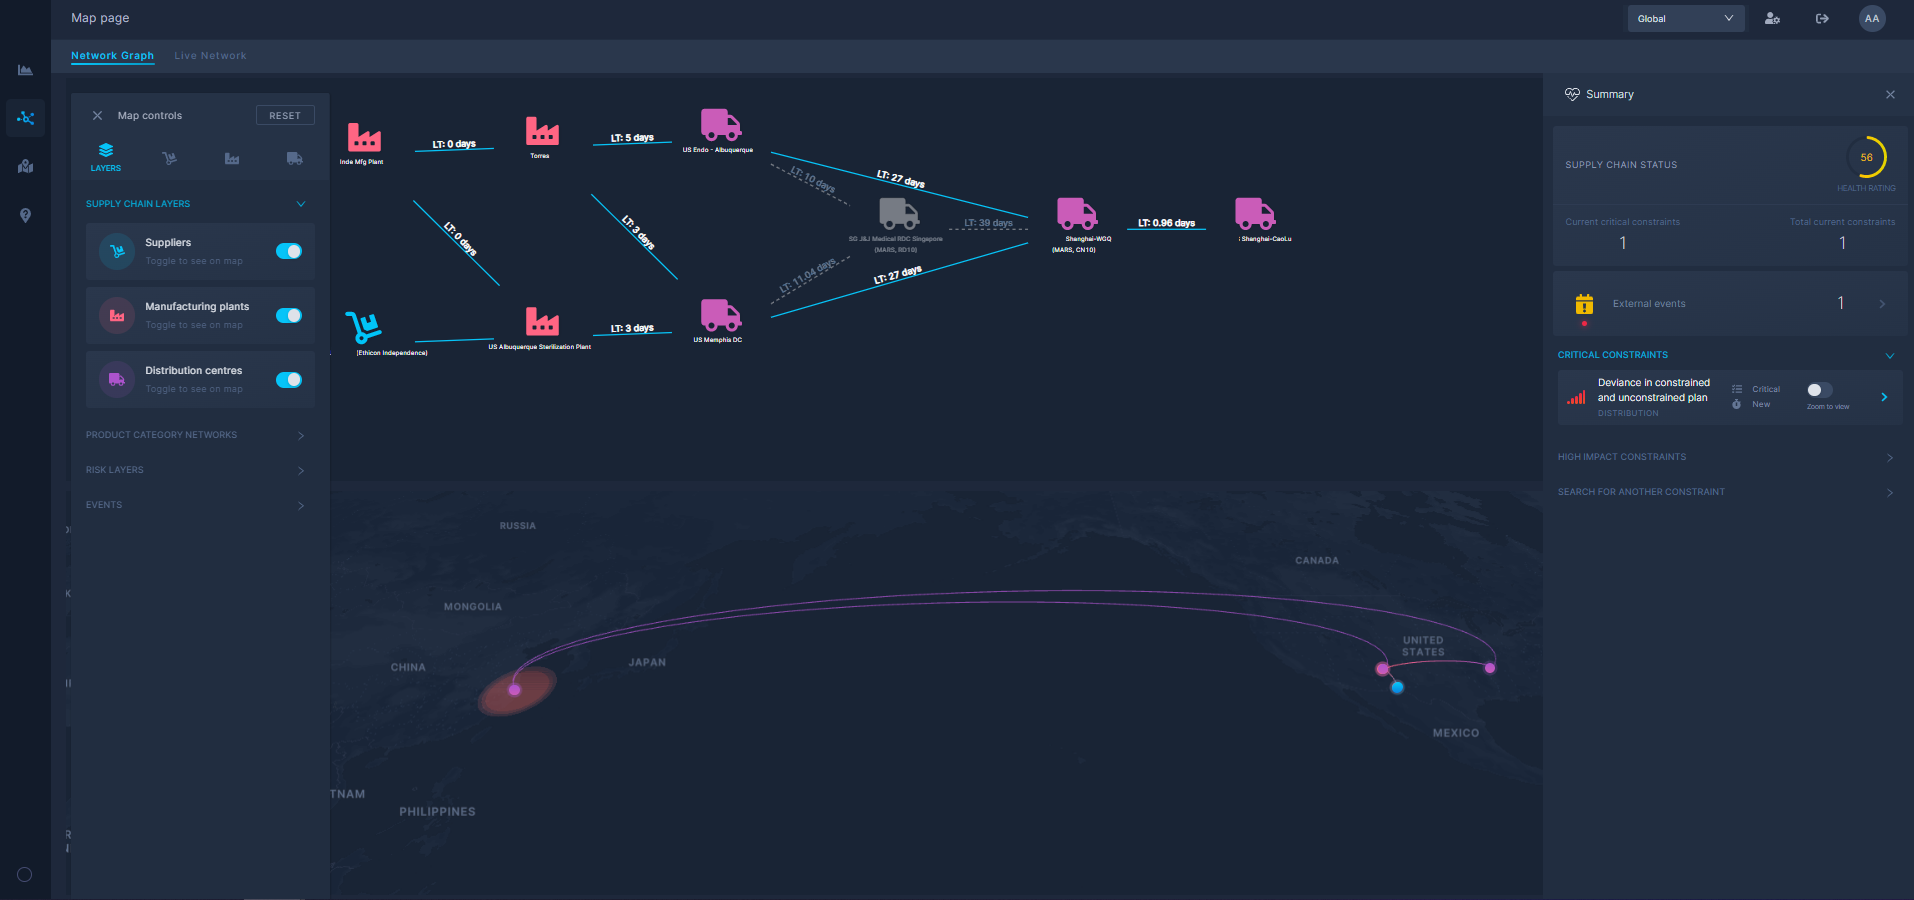 Map page
Global
AA
Network Graph
Live Network
Map controls
RESET
LAYERS
SUPPLY CHAIN LAYERS
Suppliers
Toggle to see on map
Manufacturing plants
Toggle to see on map
Distribution centres
Toggle to see on map
PRODUCT CATEGORY NETWORKS
RISK LAYERS
EVENTS
Inde Mfg Plant
LT: 0 days
Torres
LT: 5 days
US Endo - Albuquerque
LT: 27 days
LT: 10 days
LT: 0 days
LT: 3 days
SG J&J Medical RDC Singapore
(MARS, RD10)
LT: 39 days
Shanghai-WGQ
(MARS, CN10)
LT: 0.96 days
: Shanghai-CaoLu
LT: 11.04 days
LT: 27 days
(Ethicon Independence)
US Albuquerque Sterilization Plant
LT: 3 days
US Memphis DC
RUSSIA
CANADA
MONGOLIA
UNITED
STATES
CHINA
JAPAN
MEXICO
TNAM
PHILIPPINES
Summary
SUPPLY CHAIN STATUS
56
HEALTH RATING
Current critical constraints
1
Total current constraints
1
External events
1
CRITICAL CONSTRAINTS
Deviance in constrained
and unconstrained plan
DISTRIBUTION
Critical
New
Zoom to view
HIGH IMPACT CONSTRAINTS
SEARCH FOR ANOTHER CONSTRAINT